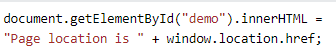 document.getElementById("demo").innerHTML =
"Page location is " + window.location.href;